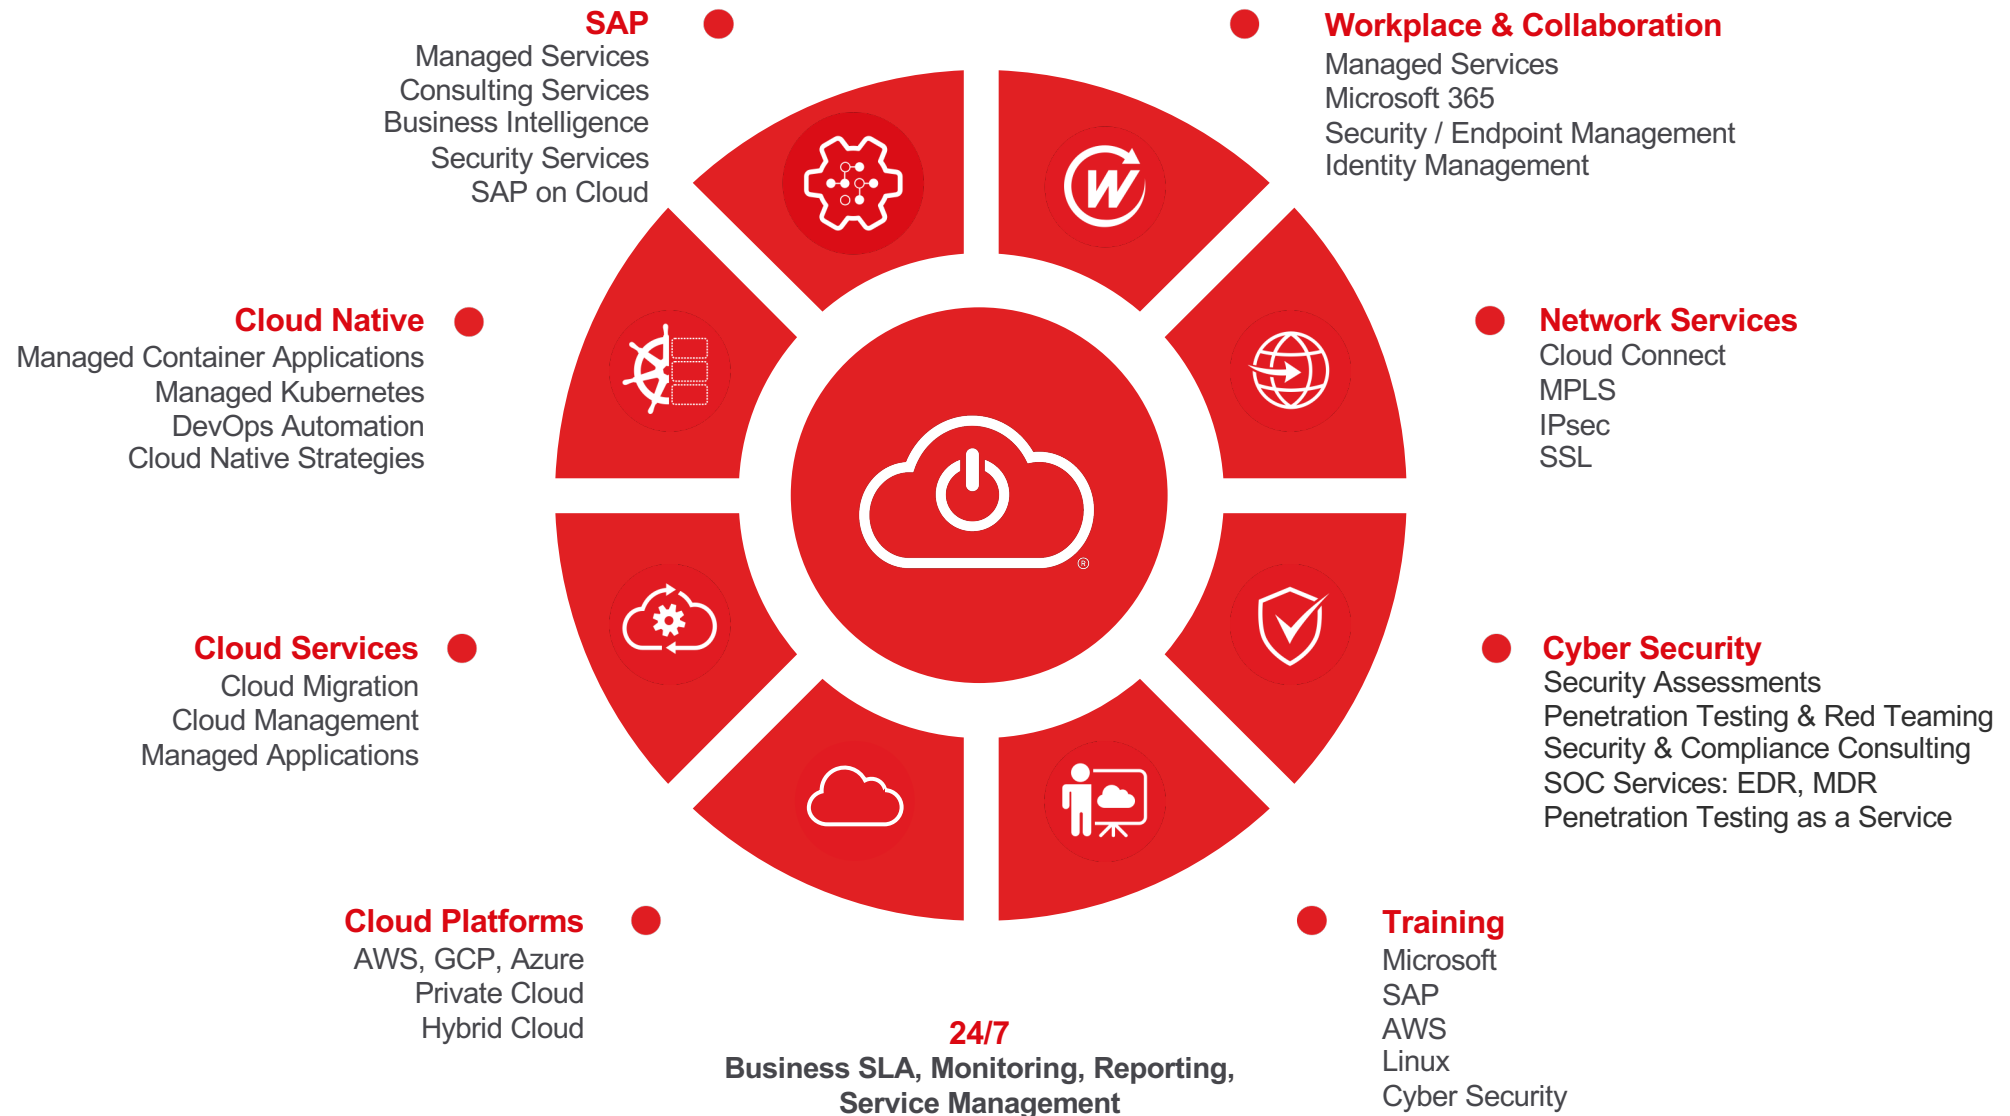 SAP
Managed Services
Consulting Services
Business Intelligence
Security Services
SAP on Cloud
Workplace & Collaboration
Managed Services
Microsoft 365
Security / Endpoint Management
Identity Management
W
Cloud Native
Managed Container Applications
Managed Kubernetes
DevOps Automation
Cloud Native Strategies
Network Services
Cloud Connect
MPLS
IPsec
SSL
®
Cloud Services
Cloud Migration
Cloud Management
Managed Applications
Cyber Security
Security Assessments
Penetration Testing & Red Teaming
Security & Compliance Consulting
SOC Services: EDR, MDR
Penetration Testing as a Service
Cloud Platforms
AWS, GCP, Azure
Private Cloud
Hybrid Cloud
24/7
Business SLA, Monitoring, Reporting,
Service Management
Training
Microsoft
SAP
AWS
Linux
Cyber Security